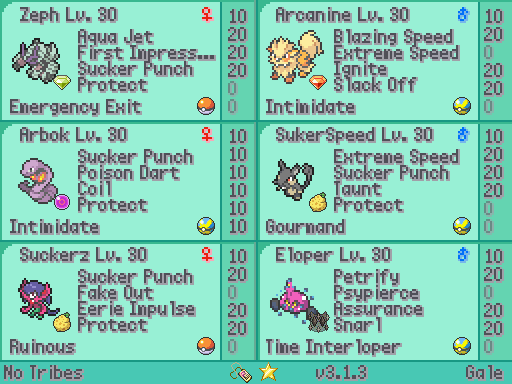 Zeph Lv. 30 ♀
Aqua Jet
First Impress...
Sucker Punch
Protect
Emergency Exit
10
20
20
20
0
0
Arcanine Lv. 30 ♂
Blazing Speed
Extreme Speed
Ignite
Slack Off
Intimidate
10
20
0
20
0
0
Arbok Lv. 30 ♀
Sucker Punch
Poison Dart
Coil
Protect
Intimidate
10
10
10
10
10
10
SukerSpeed Lv. 30 ♂
Extreme Speed
Sucker Punch
Taunt
Protect
Gourmand
10
20
0
20
0
0
Suckerz Lv. 30 ♀
Sucker Punch
Fake Out
Eerie Impulse
Protect
Ruinous
10
20
0
20
20
0
Eloper Lv. 30 ♂
Petrify
Psypierce
Assurance
Snarl
Time Interloper
10
20
0
20
20
0
No Tribes
v3.1.3
Gale